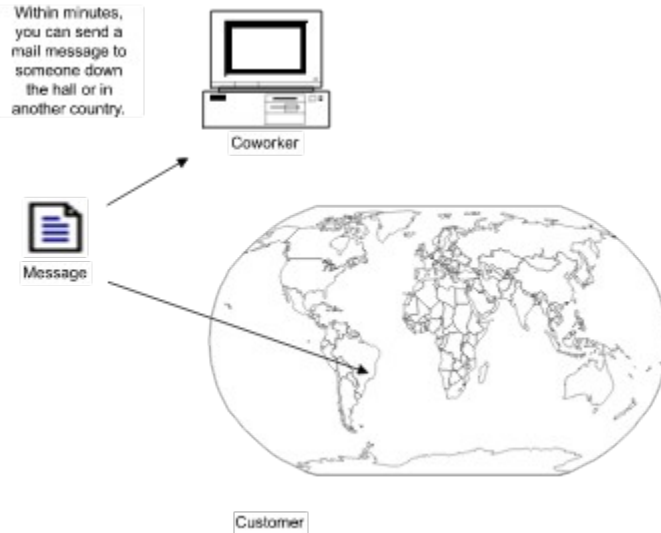 Within minutes,
you can send a
mail message to
someone down
the hall or in
another country.
Coworker
Message
Customer